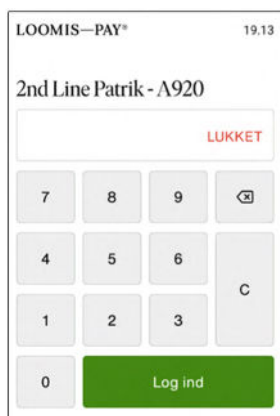 LOOMIS—PAY® 19.13
2nd Line Patrik - A920
LUKKET
7 8 9
4 5 6
C
1 2 3
0 Log ind